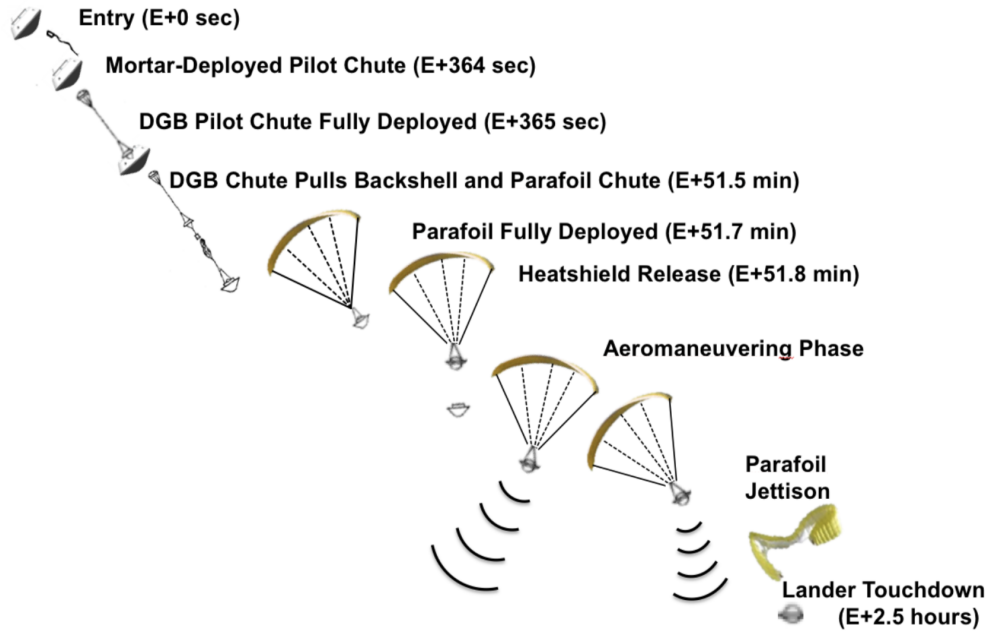 Entry (E+0 sec)
Mortar-Deployed Pilot Chute (E+364 sec)
DGB Pilot Chute Fully Deployed (E+365 sec)
DGB Chute Pulls Backshell and Parafoil Chute (E+51.5 min)
Parafoil Fully Deployed (E+51.7 min)
Heatshield Release (E+51.8 min)
Aeromaneuvering Phase
Parafoil
Jettison
Lander Touchdown
(E+2.5 hours)